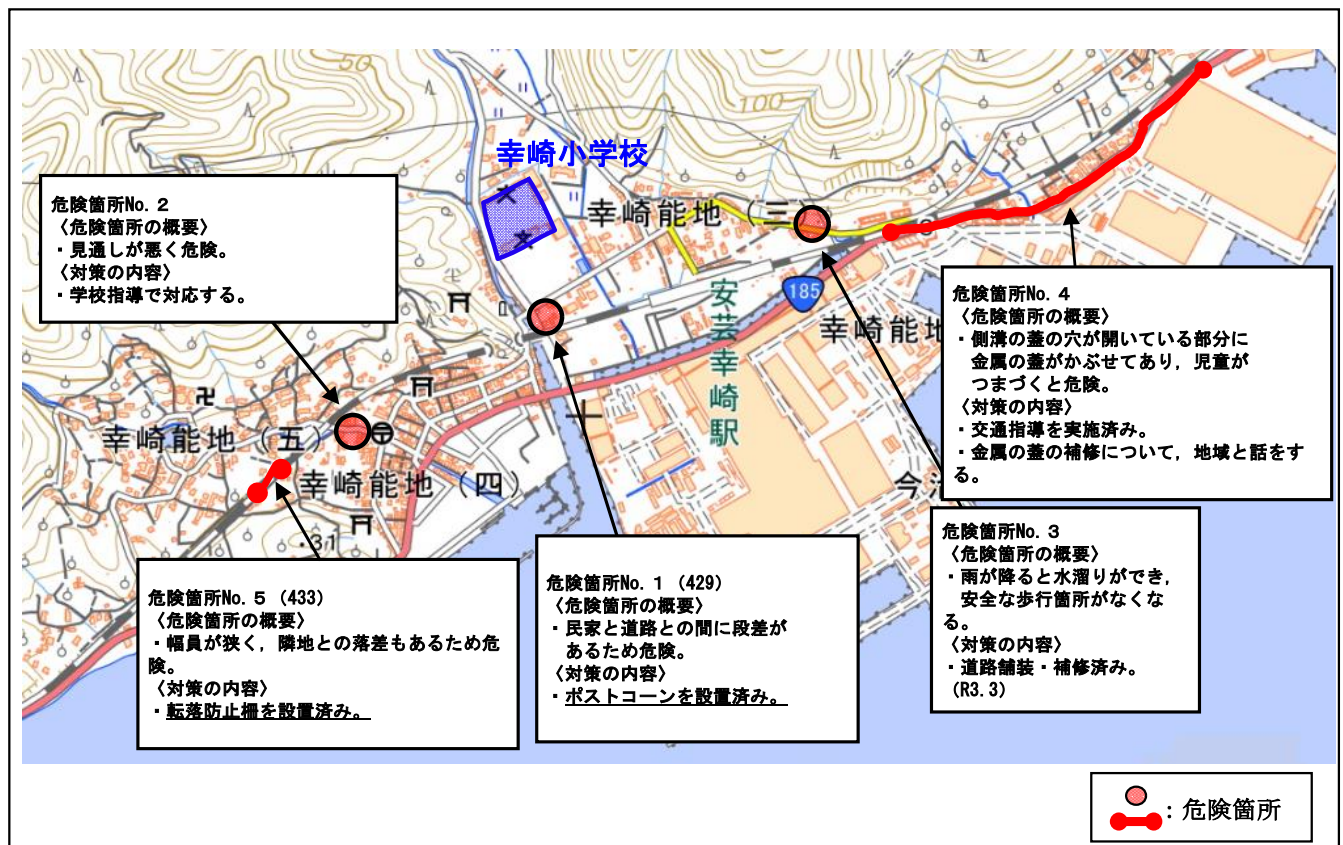 50
100
幸崎小学校
危険箇所No. 2
〈危険箇所の概要〉
・見通しが悪く危険。
〈対策の内容〉
・学校指導で対応する。
幸崎能地（三）
185
安芸幸崎駅
幸崎能地
危険箇所No. 4
〈危険箇所の概要〉
・側溝の蓋の穴が開いている部分に
金属の蓋がかぶせてあり，児童が
つまづくと危険。
〈対策の内容〉
・交通指導を実施済み。
・金属の蓋の補修について，地域と話をす
る。
幸崎能地（五）
幸崎能地（四）
・31
危険箇所No. 5（433）
〈危険箇所の概要〉
・幅員が狭く，隣地との落差もあるため危
険。
〈対策の内容〉
・転落防止柵を設置済み。
危険箇所No. 1（429）
〈危険箇所の概要〉
・民家と道路との間に段差が
あるため危険。
〈対策の内容〉
・ポストコーンを設置済み。
危険箇所No. 3
〈危険箇所の概要〉
・雨が降ると水溜りができ，
安全な歩行箇所がなくな
る。
〈対策の内容〉
・道路舗装・補修済み。
(R3.3)
：危険箇所